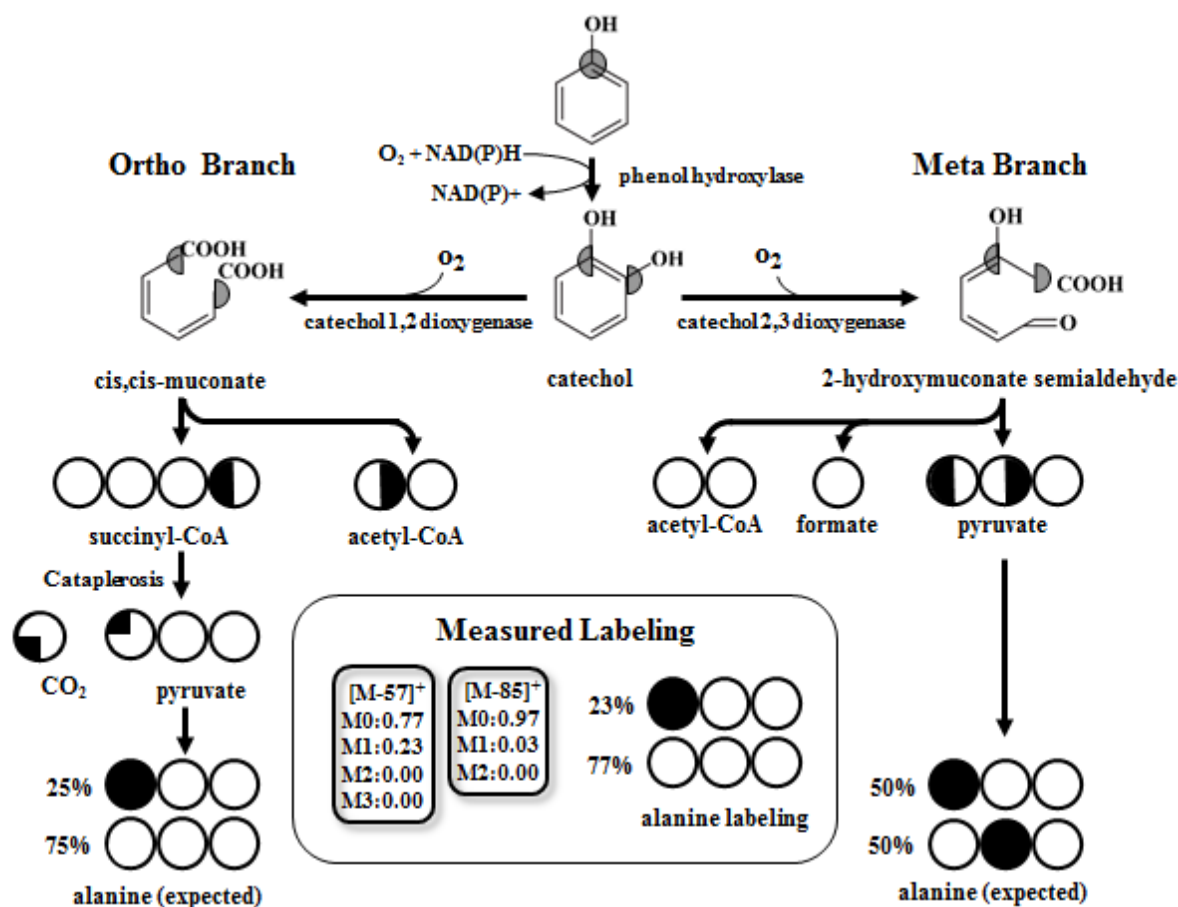 OH
O2 + NAD(P)H
NAD(P)+
phenol hydroxylase
Ortho Branch
Meta Branch
COOH
COOH
O2
catechol 1,2 dioxygenase
OH
OH
O2
catechol 2,3 dioxygenase
OH
COOH
O
cis,cis-muconate
catechol
2-hydroxymuconate semialdehyde
succinyl-CoA
acetyl-CoA
acetyl-CoA
formate
pyruvate
Cataplerosis
CO2
pyruvate
Measured Labeling
[M-57]+
M0:0.77
M1:0.23
M2:0.00
M3:0.00
[M-85]+
M0:0.97
M1:0.03
M2:0.00
23%
77%
alanine labeling
25%
75%
alanine (expected)
50%
50%
alanine (expected)